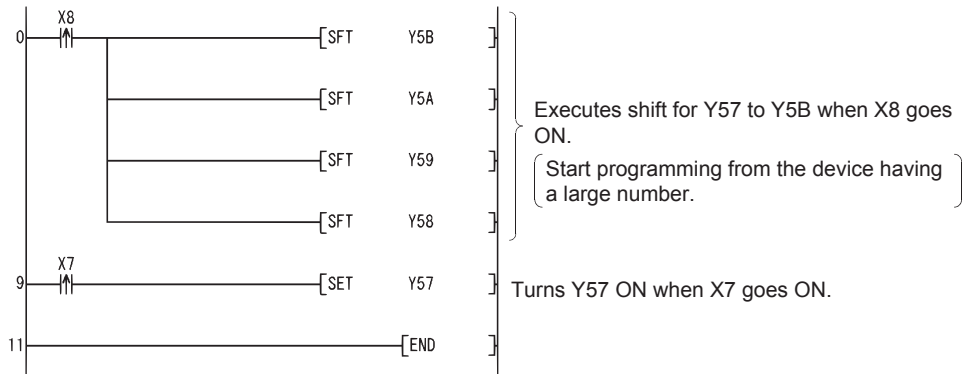 X8
0 [SFT Y5B ]
[SFT Y5A ]
[SFT Y59 ]
[SFT Y58 ]
Executes shift for Y57 to Y5B when X8 goes
ON.
Start programming from the device having
a large number.
X7
9 [SET Y57 ]
Turns Y57 ON when X7 goes ON.
11 [END ]